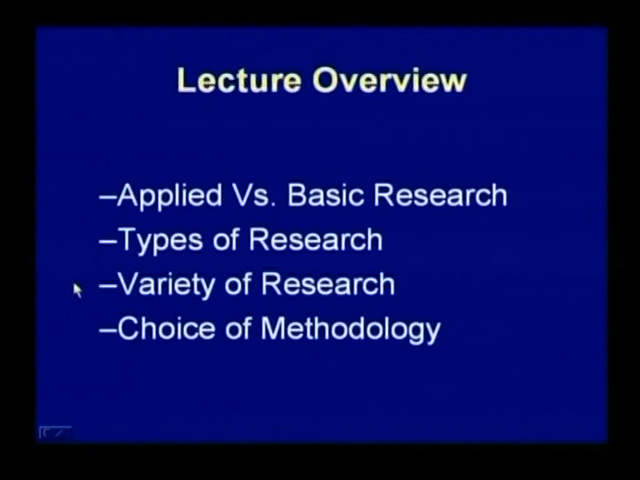 Lecture Overview
–Applied Vs. Basic Research
–Types of Research
–Variety of Research
–Choice of Methodology